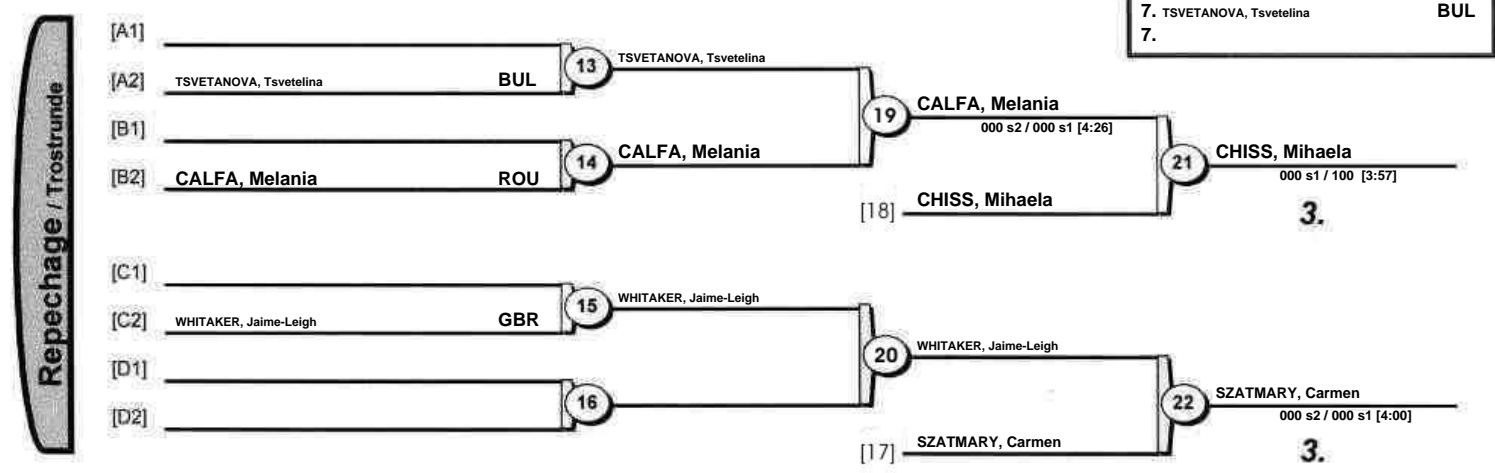 7. TSVETANOVA, Tsvetelina BUL
7.
Repechage / Trostrunde
[A1]
[A2] TSVETANOVA, Tsvetelina BUL
13 TSVETANOVA, Tsvetelina
[B1]
[B2] CALFA, Melania ROU
14 CALFA, Melania
19 CALFA, Melania
000 s2 / 000 s1 [4:26]
[18] CHISS, Mihaela
21 CHISS, Mihaela
000 s1 / 100 [3:57]
3.
[C1]
[C2] WHITAKER, Jaime-Leigh GBR
15 WHITAKER, Jaime-Leigh
[D1]
[D2]
16
20 WHITAKER, Jaime-Leigh
[17] SZATMARY, Carmen
22 SZATMARY, Carmen
000 s2 / 000 s1 [4:00]
3.